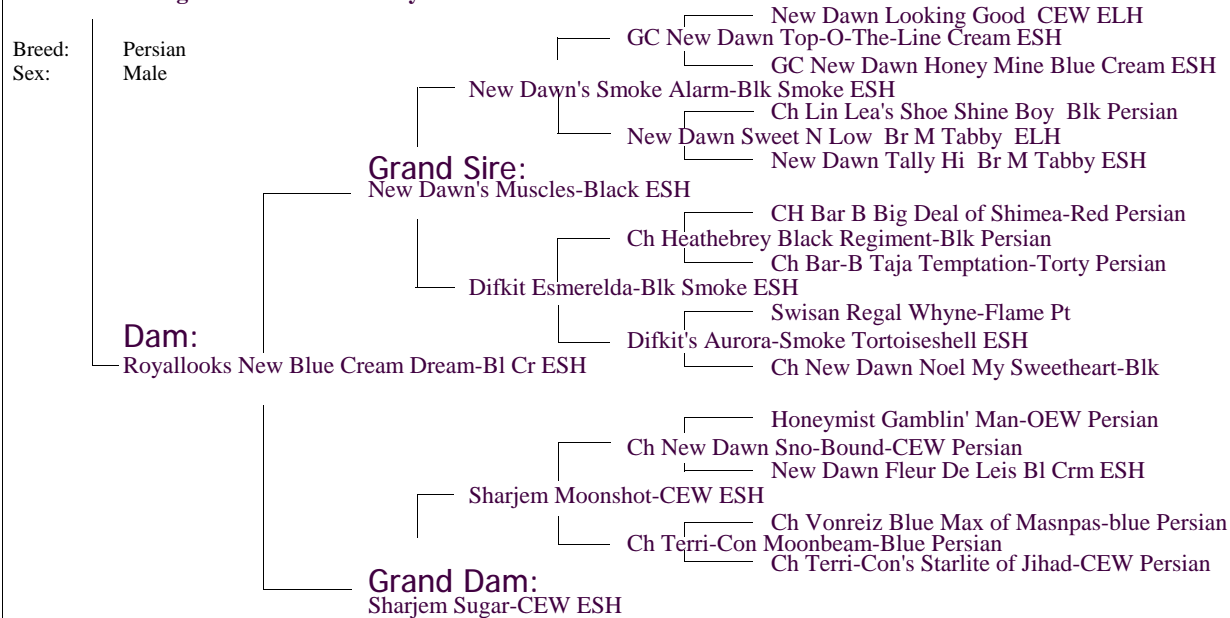 New Dawn Looking Good  CEW ELH
GC New Dawn Top-O-The-Line Cream ESH
Breed: Persian
GC New Dawn Honey Mine Blue Cream ESH
Sex: Male
New Dawn's Smoke Alarm-Blk Smoke ESH
Ch Lin Lea's Shoe Shine Boy  Blk Persian
New Dawn Sweet N Low  Br M Tabby  ELH
New Dawn Tally Hi  Br M Tabby ESH
Grand Sire:
New Dawn's Muscles-Black ESH
CH Bar B Big Deal of Shimea-Red Persian
Ch Heathebrey Black Regiment-Blk Persian
Ch Bar-B Taja Temptation-Torty Persian
Difkit Esmerelda-Blk Smoke ESH
Swisan Regal Whyne-Flame Pt
Dam:
Difkit's Aurora-Smoke Tortoiseshell ESH
Royallooks New Blue Cream Dream-Bl Cr ESH
Ch New Dawn Noel My Sweetheart-Blk
Honeymist Gamblin' Man-OEW Persian
Ch New Dawn Sno-Bound-CEW Persian
New Dawn Fleur De Leis Bl Crm ESH
Sharjem Moonshot-CEW ESH
Ch Vonreiz Blue Max of Masnpas-blue Persian
Ch Terri-Con Moonbeam-Blue Persian
Ch Terri-Con's Starlite of Jihad-CEW Persian
Grand Dam:
Sharjem Sugar-CEW ESH